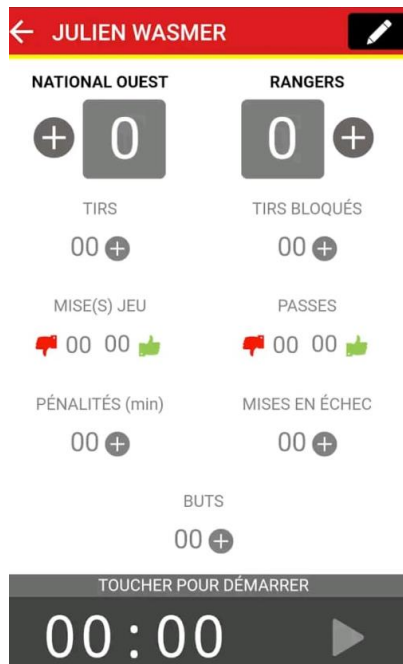 JULIEN WASMER
NATIONAL OUEST RANGERS
0 0
TIRS TIRS BLOQUÉS
00 00
MISE(S) JEU PASSES
00 00 00 00
PÉNALITÉS (min) MISES EN ÉCHEC
00 00
BUTS
00
TOUCHER POUR DÉMARRER
00:00